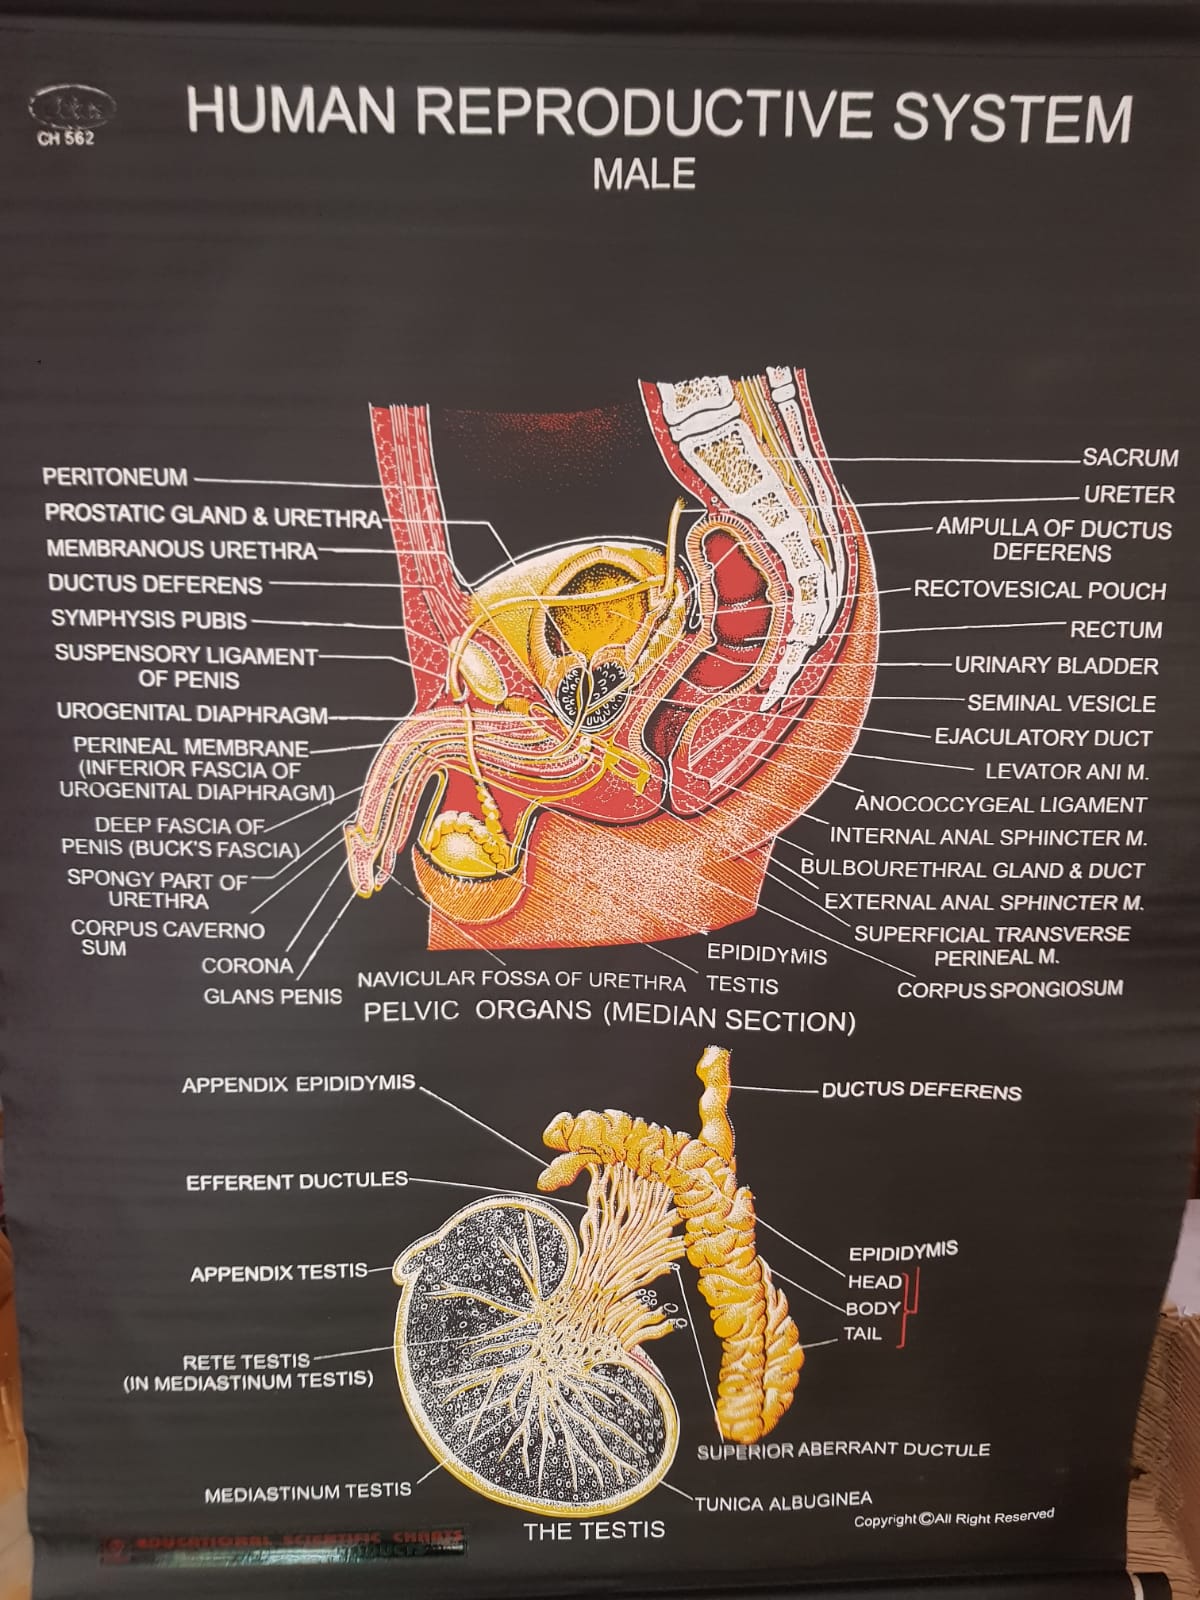 CH 562
HUMAN REPRODUCTIVE SYSTEM
MALE
PERITONEUM
PROSTATIC GLAND & URETHRA
MEMBRANOUS URETHRA
DUCTUS DEFERENS
SYMPHYSIS PUBIS
SUSPENSORY LIGAMENT
OF PENIS
UROGENITAL DIAPHRAGM
PERINEAL MEMBRANE
(INFERIOR FASCIA OF
UROGENITAL DIAPHRAGM)
DEEP FASCIA OF
PENIS (BUCK'S FASCIA)
SPONGY PART OF
URETHRA
CORPUS CAVERNO
SUM
CORONA
GLANS PENIS
SACRUM
URETER
AMPULLA OF DUCTUS
DEFERENS
RECTOVESICAL POUCH
RECTUM
URINARY BLADDER
SEMINAL VESICLE
EJACULATORY DUCT
LEVATOR ANI M.
ANOCOCCYGEAL LIGAMENT
INTERNAL ANAL SPHINCTER M.
BULBOURETHRAL GLAND & DUCT
EXTERNAL ANAL SPHINCTER M.
SUPERFICIAL TRANSVERSE
PERINEAL M.
CORPUS SPONGIOSUM
EPIDIDYMIS
NAVICULAR FOSSA OF URETHRA
TESTIS
PELVIC ORGANS (MEDIAN SECTION)
APPENDIX EPIDIDYMIS
EFFERENT DUCTULES
APPENDIX TESTIS
RETE TESTIS
(IN MEDIASTINUM TESTIS)
MEDIASTINUM TESTIS
DUCTUS DEFERENS
EPIDIDYMIS
HEAD
BODY
TAIL
SUPERIOR ABERRANT DUCTULE
TUNICA ALBUGINEA
THE TESTIS
Copyright©All Right Reserved
EDUCATIONAL SCIENTIFIC CHARTS